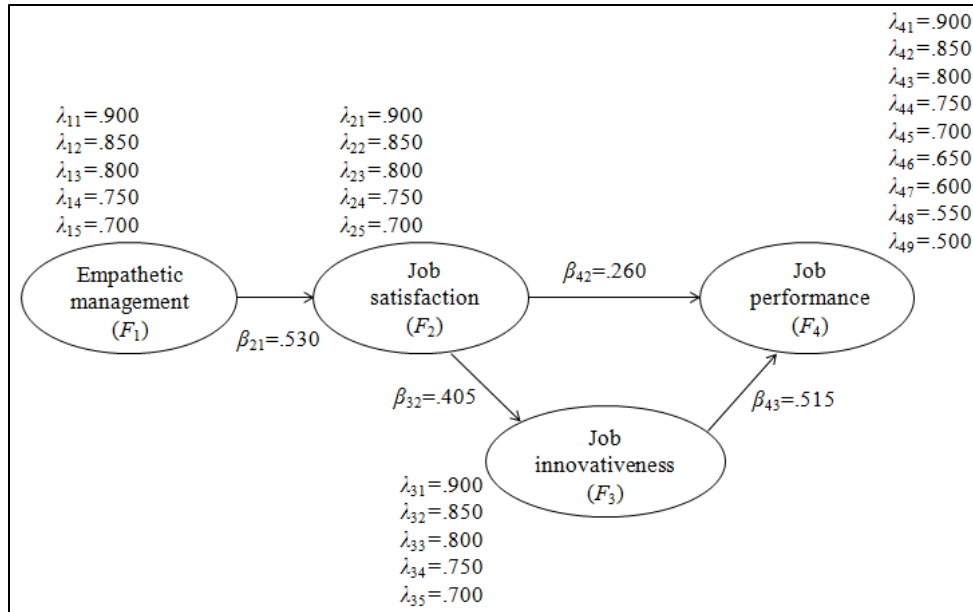 λ41=.900
λ42=.850
λ43=.800
λ44=.750
λ45=.700
λ46=.650
λ47=.600
λ48=.550
λ49=.500
λ11=.900
λ12=.850
λ13=.800
λ14=.750
λ15=.700
λ21=.900
λ22=.850
λ23=.800
λ24=.750
λ25=.700
Empathetic
management
(F1)
β21=.530
Job
satisfaction
(F2)
β42=.260
Job
performance
(F4)
β32=.405
β43=.515
Job
innovativeness
(F3)
λ31=.900
λ32=.850
λ33=.800
λ34=.750
λ35=.700